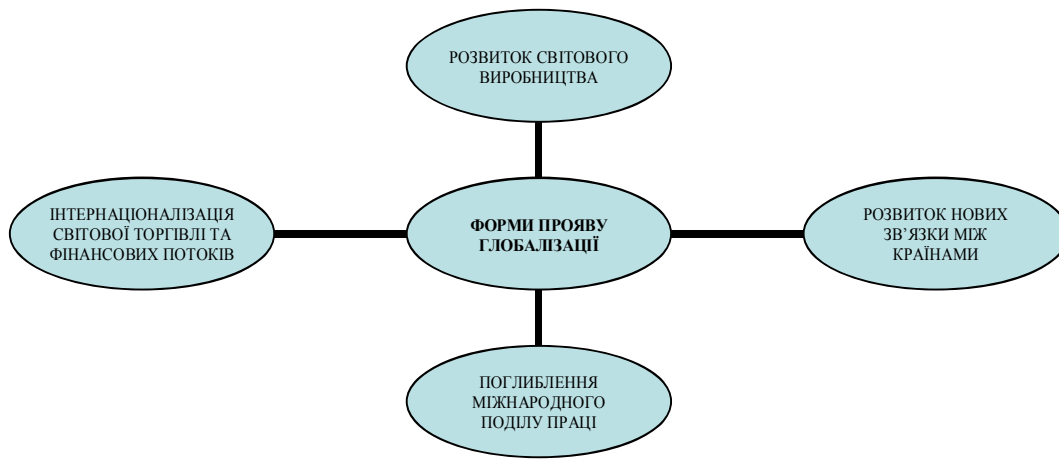 РОЗВИТОК СВІТОВОГО
ВИРОБНИЦТВА
ІНТЕРНАЦІОНАЛІЗАЦІЯ
СВІТОВОЇ ТОРГІВЛІ ТА
ФІНАНСОВИХ ПОТОКІВ
ФОРМИ ПРОЯВУ
ГЛОБАЛІЗАЦІЇ
РОЗВИТОК НОВИХ
ЗВ’ЯЗКИ МІЖ
КРАЇНАМИ
ПОГЛИБЛЕННЯ
МІЖНАРОДНОГО
ПОДІЛУ ПРАЦІ